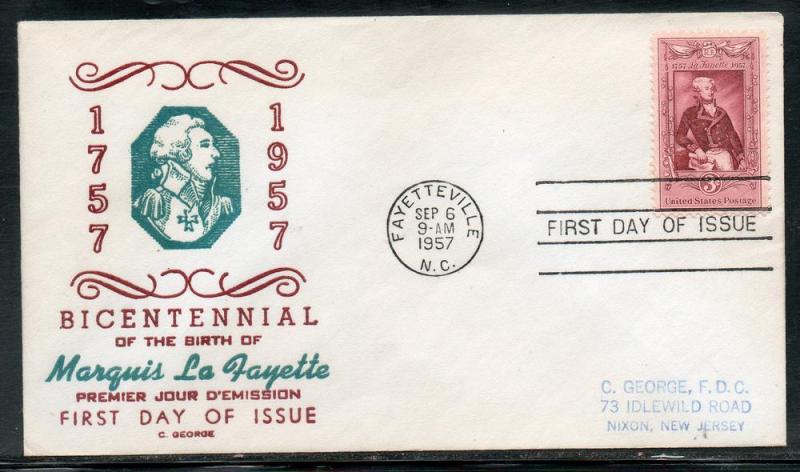 1757
1957
BICENTENNIAL
OF THE BIRTH OF
Marquis La Fayette
PREMIER JOUR D'EMISSION
FIRST DAY OF ISSUE
C. GEORGE
FAYETTEVILLE
SEP 6
9-AM
1957
N.C.
1757 La Fayette 1957
3¢
United States Postage
FIRST DAY OF ISSUE
C. GEORGE, F.D.C.
73 IDLEWILD ROAD
NIXON, NEW JERSEY